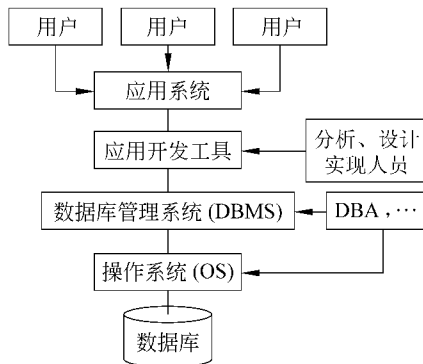 用户 用户 用户
应用系统
应用开发工具
分析、设计
实现人员
数据库管理系统(DBMS)
DBA,…
操作系统(OS)
数据库